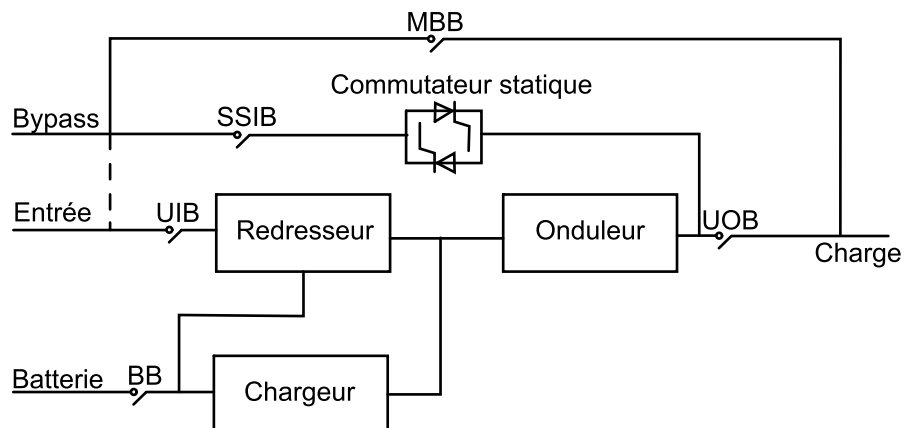 MBB
Commutateur statique
Bypass
SSIB
Entrée
UIB
Redresseur
Onduleur
UOB
Charge
Batterie
BB
Chargeur